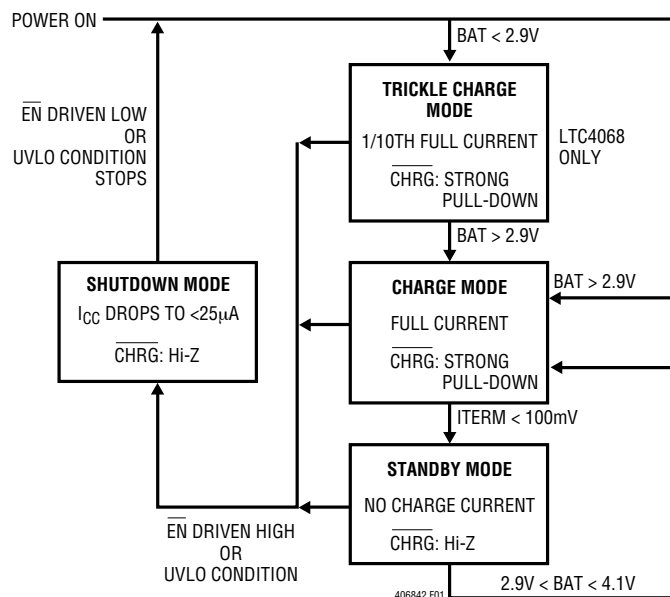 POWER ON
BAT < 2.9V
TRICKLE CHARGE
MODE
1/10TH FULL CURRENT
CHRG: STRONG
PULL-DOWN
LTC4068
ONLY
EN DRIVEN LOW
OR
UVLO CONDITION
STOPS
BAT > 2.9V
SHUTDOWN MODE
ICC DROPS TO <25µA
CHRG: Hi-Z
CHARGE MODE
FULL CURRENT
CHRG: STRONG
PULL-DOWN
BAT > 2.9V
ITERM < 100mV
STANDBY MODE
NO CHARGE CURRENT
CHRG: Hi-Z
EN DRIVEN HIGH
OR
UVLO CONDITION
406842 F01
2.9V < BAT < 4.1V